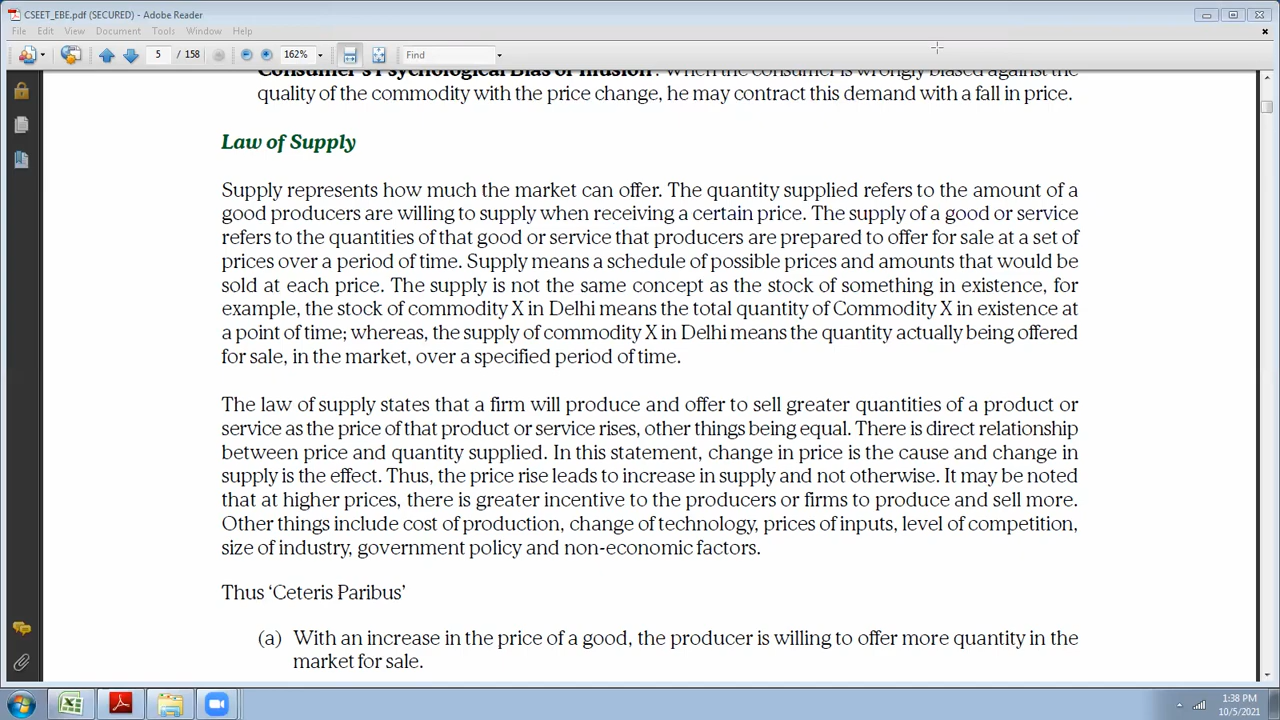 CSEET_EBE.pdf (SECURED) - Adobe Reader
File Edit View Document Tools Window Help
5 / 158 162% Find
Consumer's Psychological Bias or Illusion : When the consumer is wrongly biased against the
quality of the commodity with the price change, he may contract this demand with a fall in price.
Law of Supply
Supply represents how much the market can offer. The quantity supplied refers to the amount of a
good producers are willing to supply when receiving a certain price. The supply of a good or service
refers to the quantities of that good or service that producers are prepared to offer for sale at a set of
prices over a period of time. Supply means a schedule of possible prices and amounts that would be
sold at each price. The supply is not the same concept as the stock of something in existence, for
example, the stock of commodity X in Delhi means the total quantity of Commodity X in existence at
a point of time; whereas, the supply of commodity X in Delhi means the quantity actually being offered
for sale, in the market, over a specified period of time.
The law of supply states that a firm will produce and offer to sell greater quantities of a product or
service as the price of that product or service rises, other things being equal. There is direct relationship
between price and quantity supplied. In this statement, change in price is the cause and change in
supply is the effect. Thus, the price rise leads to increase in supply and not otherwise. It may be noted
that at higher prices, there is greater incentive to the producers or firms to produce and sell more.
Other things include cost of production, change of technology, prices of inputs, level of competition,
size of industry, government policy and non-economic factors.
Thus ‘Ceteris Paribus’
(a) With an increase in the price of a good, the producer is willing to offer more quantity in the
market for sale.
1:38 PM
10/5/2021